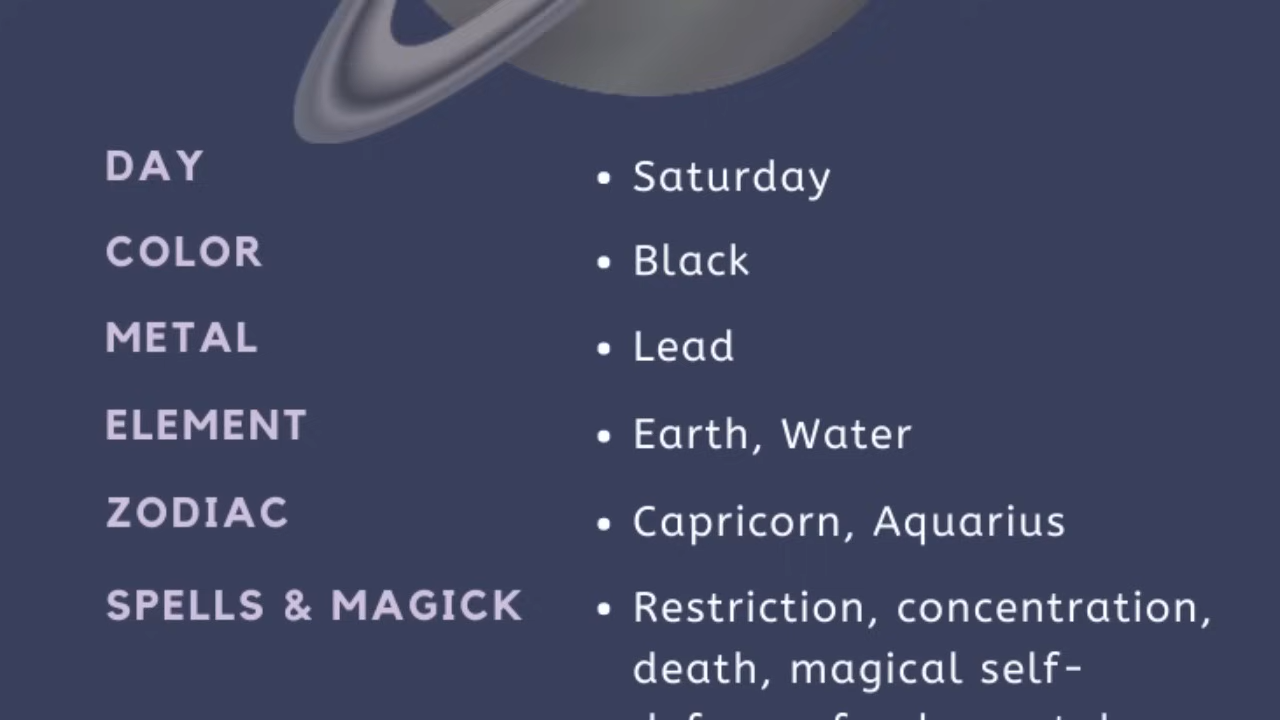 DAY
• Saturday
COLOR
• Black
METAL
• Lead
ELEMENT
• Earth, Water
ZODIAC
• Capricorn, Aquarius
SPELLS & MAGICK
• Restriction, concentration,
death, magical self-